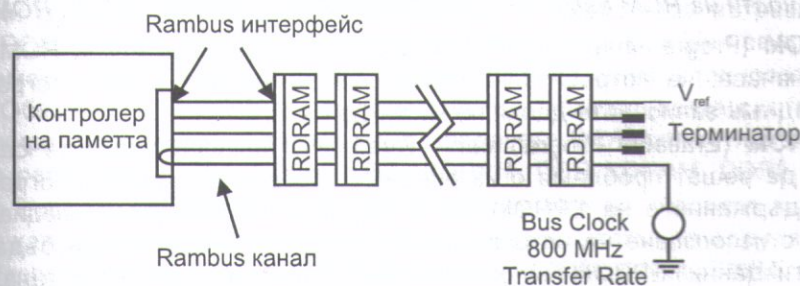 Rambus интерфейс
Контролер
на паметта
RDRAM
RDRAM
RDRAM
RDRAM
Vref
Терминатор
Rambus канал
Bus Clock
800 MHz
Transfer Rate